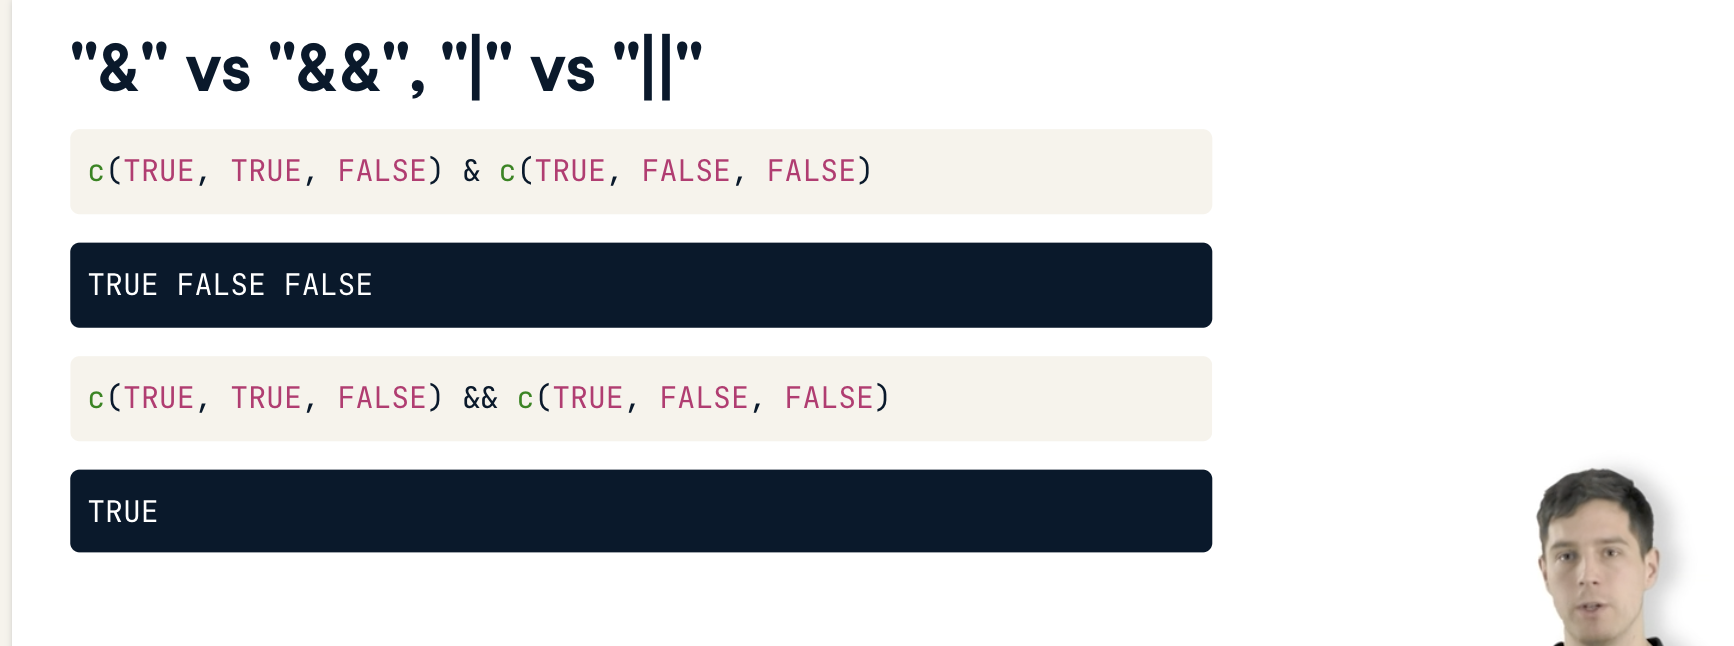 "&" vs "&&", "|" vs "||"
c(TRUE, TRUE, FALSE) & c(TRUE, FALSE, FALSE)
TRUE FALSE FALSE
c(TRUE, TRUE, FALSE) && c(TRUE, FALSE, FALSE)
TRUE